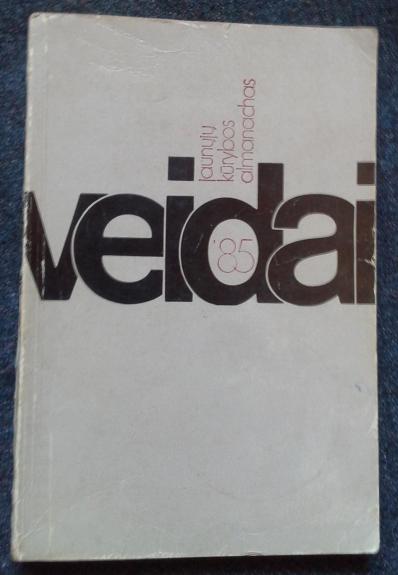 jaunųjų
kūrybos
almanachas
veidai
85